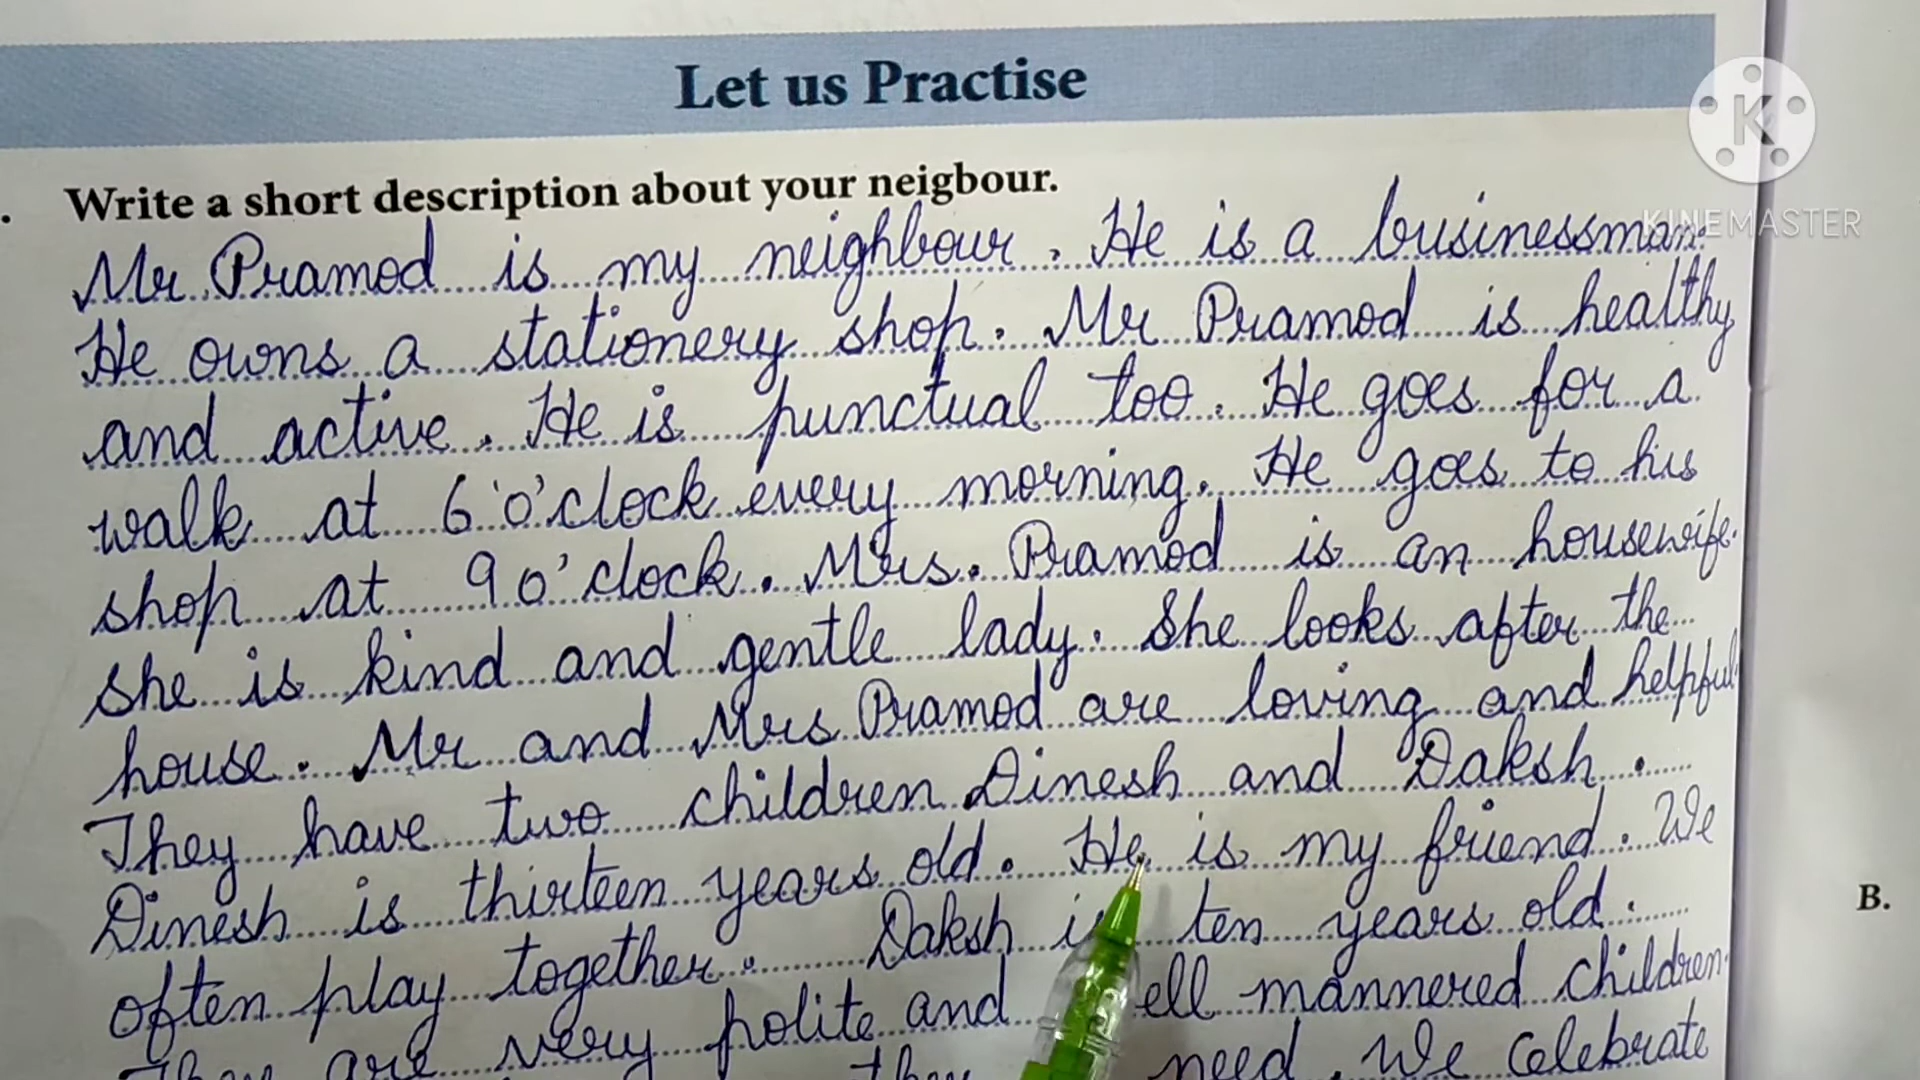 Let us Practise
K
KINEMASTER
Write a short description about your neigbour.
Mr Pramod is my neighbour. He is a businessman.
He owns a stationery shop. Mr Pramod is healthy
and active. He is punctual too. He goes for a
walk at 6 'o'clock every morning. He goes to his
shop at 9 o'clock. Mrs. Pramod is an housewife.
She is kind and gentle lady. She looks after the
house. Mr and Mrs Pramod are loving and helpful.
They have two children Dinesh and Daksh.
Dinesh is thirteen years old. He is my friend. We
often play together. Daksh is ten years old.
They are very polite and ell mannered children.
need. We celebrate
B.